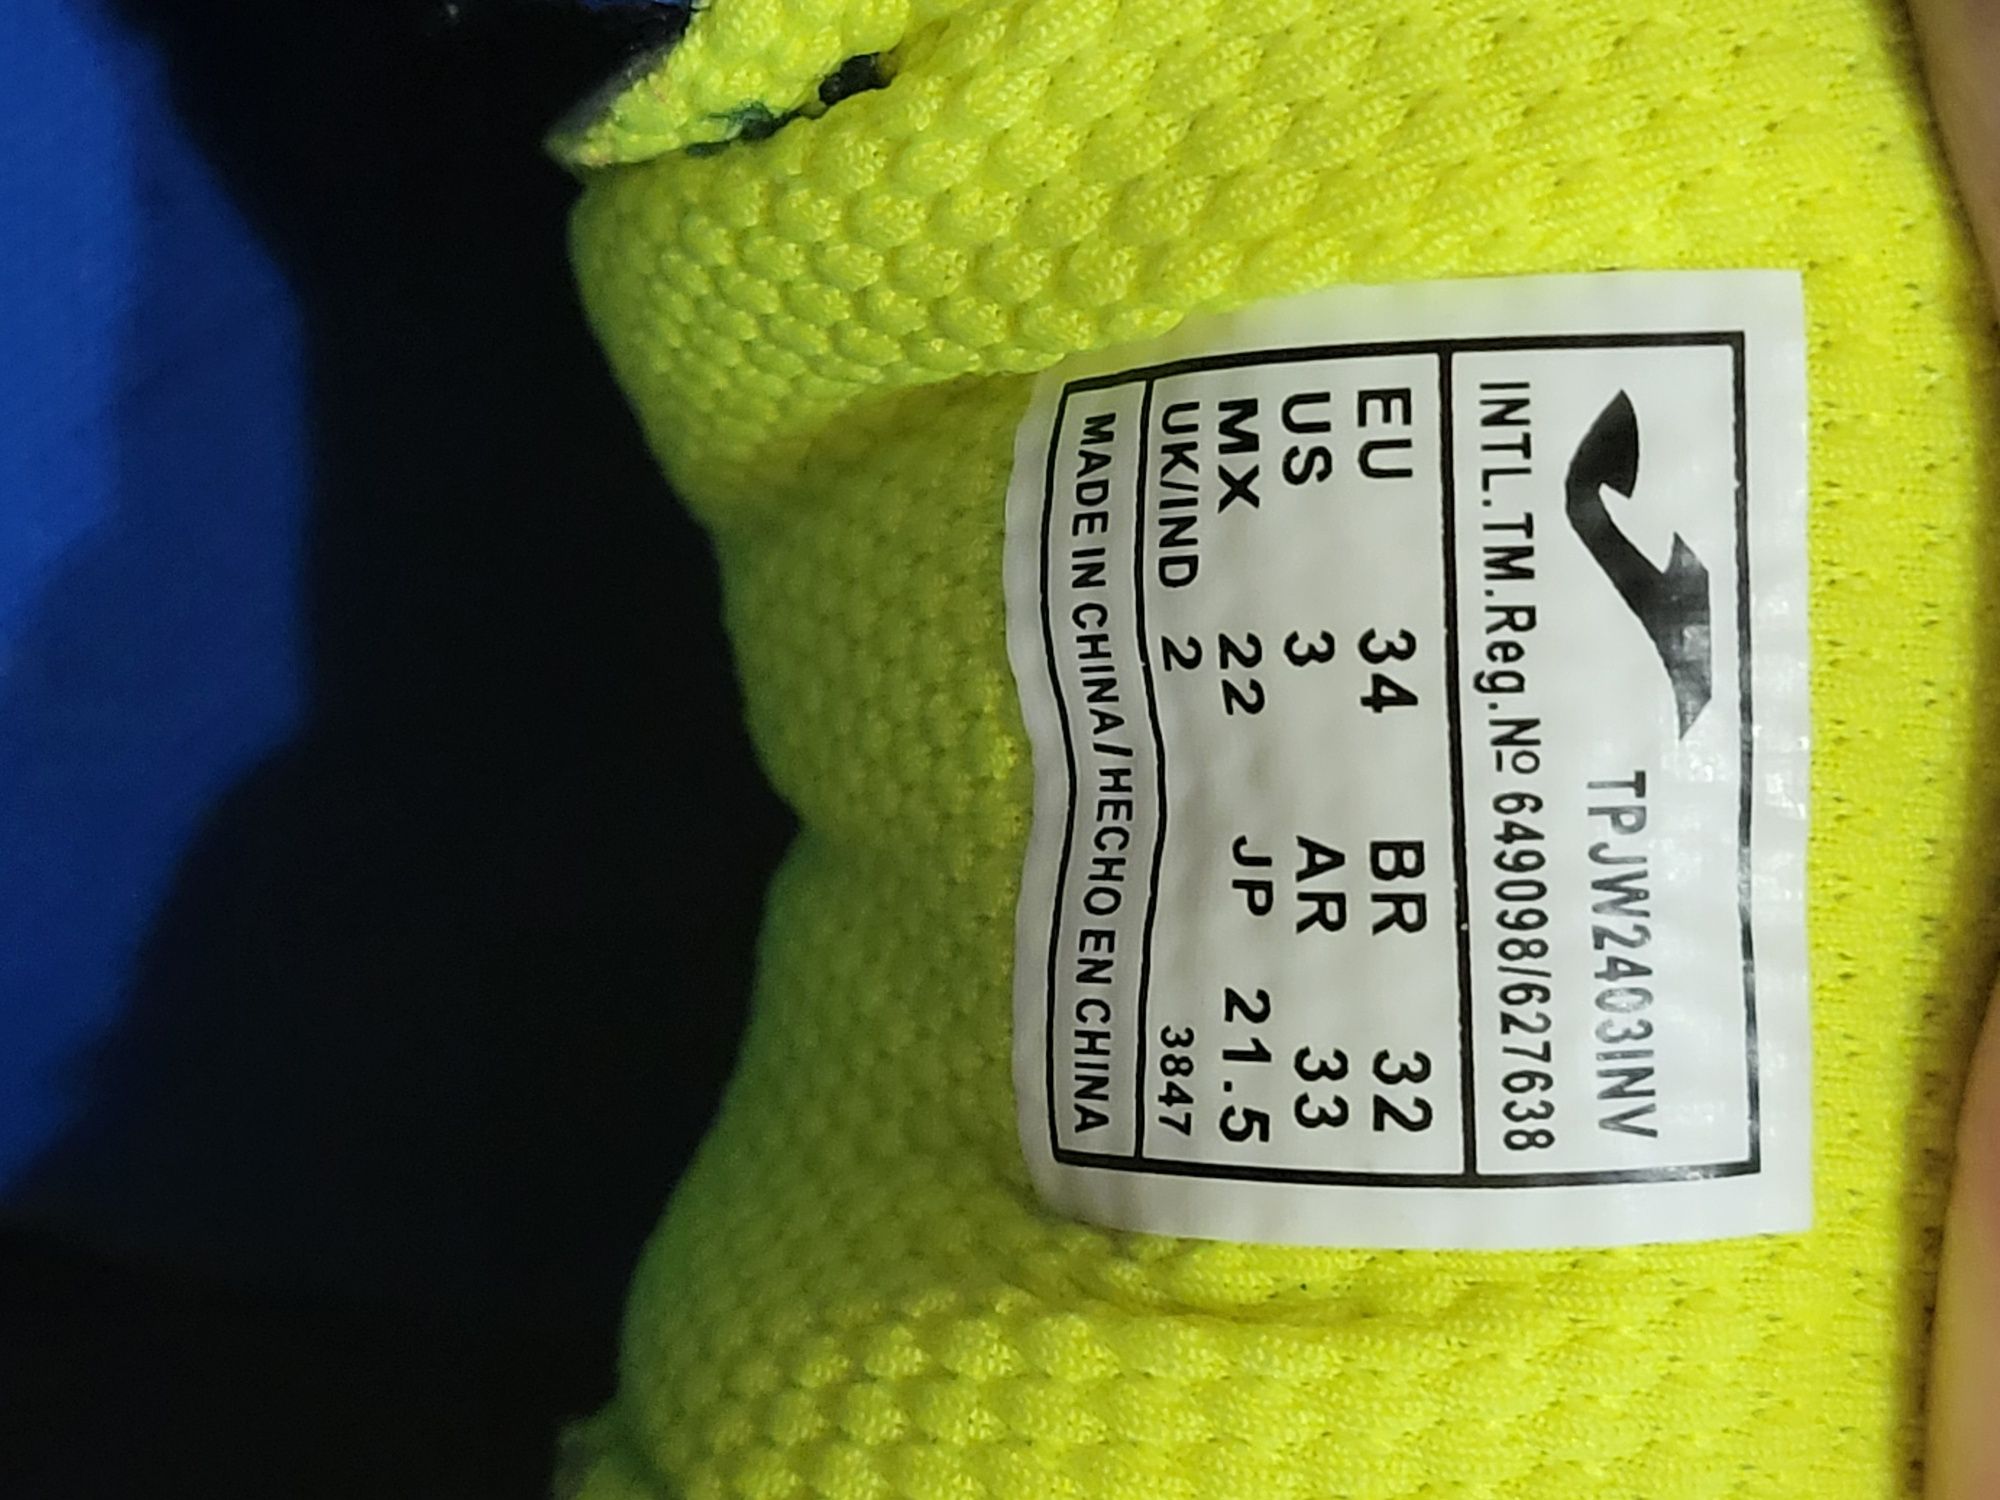 TPJW2403INV
INTL.TM.Reg.Nº 649098/627638
EU 34 BR 32
US 3 AR 33
MX 22 JP 21.5
UK/IND 2 3847
MADE IN CHINA/HECHO EN CHINA